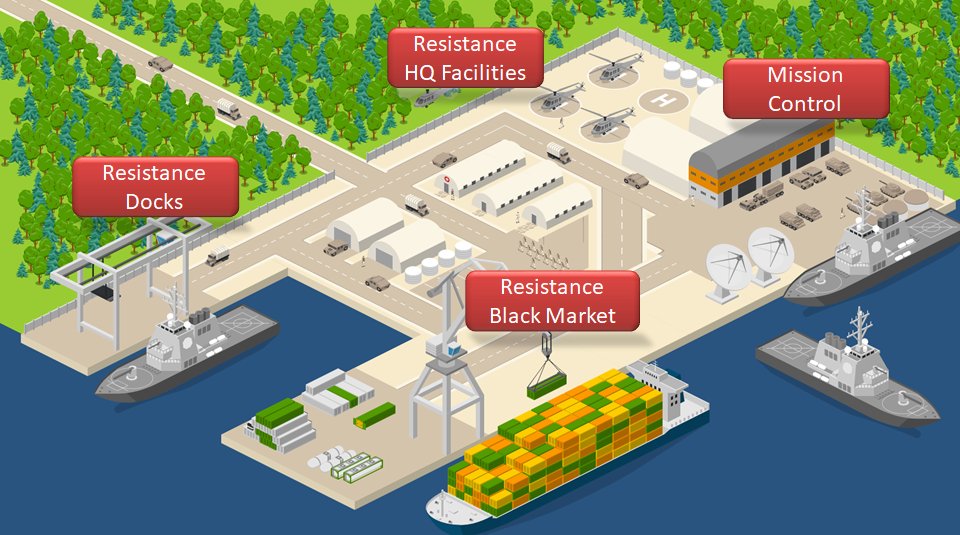 Resistance
HQ Facilities
Mission
Control
Resistance
Docks
H
Resistance
Black Market